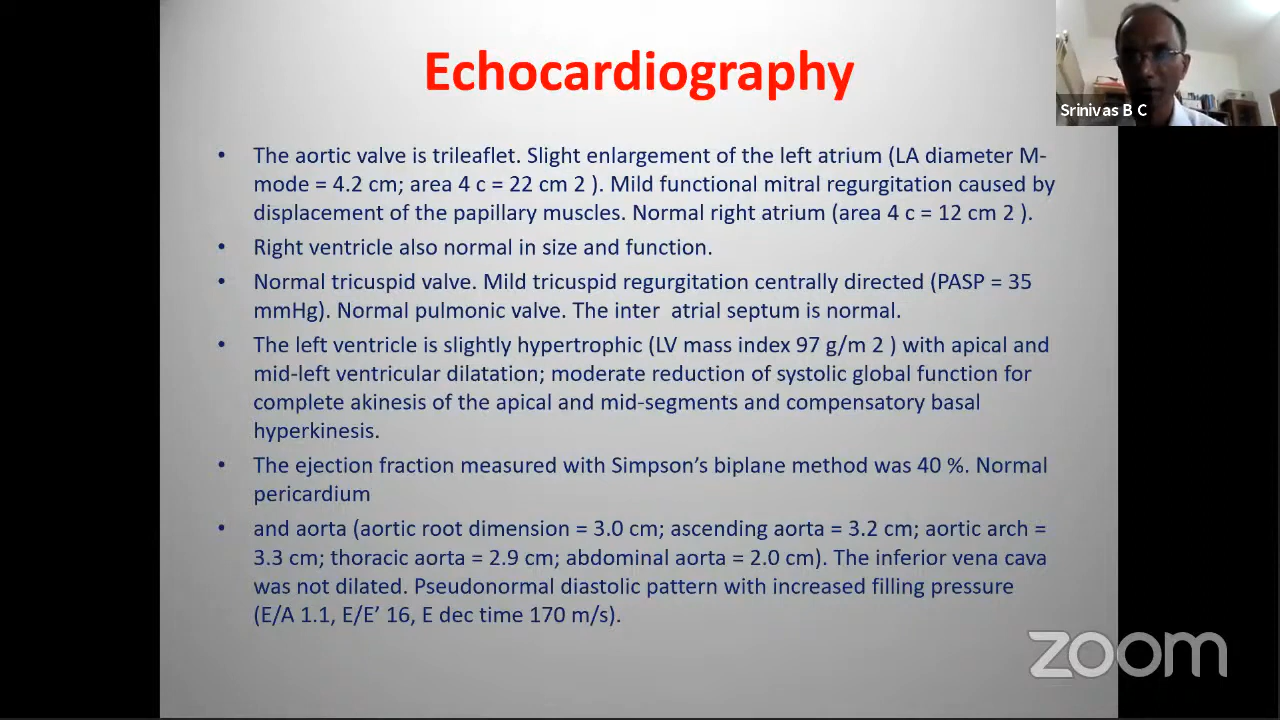 Echocardiography
Srinivas B C
• The aortic valve is trileaflet. Slight enlargement of the left atrium (LA diameter M-
mode = 4.2 cm; area 4 c = 22 cm 2 ). Mild functional mitral regurgitation caused by
displacement of the papillary muscles. Normal right atrium (area 4 c = 12 cm 2 ).
• Right ventricle also normal in size and function.
• Normal tricuspid valve. Mild tricuspid regurgitation centrally directed (PASP = 35
mmHg). Normal pulmonic valve. The inter  atrial septum is normal.
• The left ventricle is slightly hypertrophic (LV mass index 97 g/m 2 ) with apical and
mid-left ventricular dilatation; moderate reduction of systolic global function for
complete akinesis of the apical and mid-segments and compensatory basal
hyperkinesis.
• The ejection fraction measured with Simpson’s biplane method was 40 %. Normal
pericardium
• and aorta (aortic root dimension = 3.0 cm; ascending aorta = 3.2 cm; aortic arch =
3.3 cm; thoracic aorta = 2.9 cm; abdominal aorta = 2.0 cm). The inferior vena cava
was not dilated. Pseudonormal diastolic pattern with increased filling pressure
(E/A 1.1, E/E’ 16, E dec time 170 m/s).
zoom